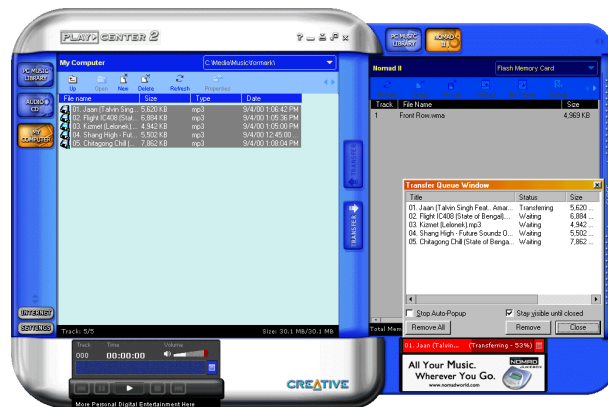 PLAY CENTER 2
PC MUSIC LIBRARY
NOMAD II
My Computer
C:\Media\Music\formark\
Nomad II
Flash Memory Card
PC MUSIC LIBRARY
AUDIO CD
MY COMPUTER
Up Open New Delete Refresh Properties
File name Size Type Date
01. Jaan (Talvin Sing... 5,620 KB mp3 9/4/00 1:06:42 PM
02. Flight IC408 (Stat... 6,884 KB mp3 9/4/00 1:05:36 PM
03. Kizmet (Lelonek)... 4,942 KB mp3 9/4/00 1:05:00 PM
04. Shang High - Fut... 5,502 KB mp3 9/4/00 12:45:00 ...
05. Chitagong Chill (... 7,862 KB mp3 9/4/00 1:08:04 PM
Track File Name Size
1 Front Row.wma 4,969 KB
TRANSFER
TRANSFER
Transfer Queue Window
Title Status Size
01. Jaan (Talvin Singh Feat.. Amar... Transferring 5,620 ...
02. Flight IC408 (State of Bengal)... Waiting 6,884 ...
03. Kizmet (Lelonek).mp3 Waiting 4,942 ...
04. Shang High - Future Soundz O... Waiting 5,502 ...
05. Chitagong Chill (State of Benga... Waiting 7,862 ...
Stop Auto-Popup
Stay visible until closed
Remove All Remove Close
INTERNET
SETTINGS
Track: 5/5 Size: 30.1 MB/30.1 MB
Total Mem
01. Jaan (Talvin... (Transferring - 53%)
Track Time Volume
000 00:00:00
All Your Music.
Wherever You Go.
www.nomadworld.com
NOMAD
JUKEBOX
CREATIVE
More Personal Digital Entertainment Here